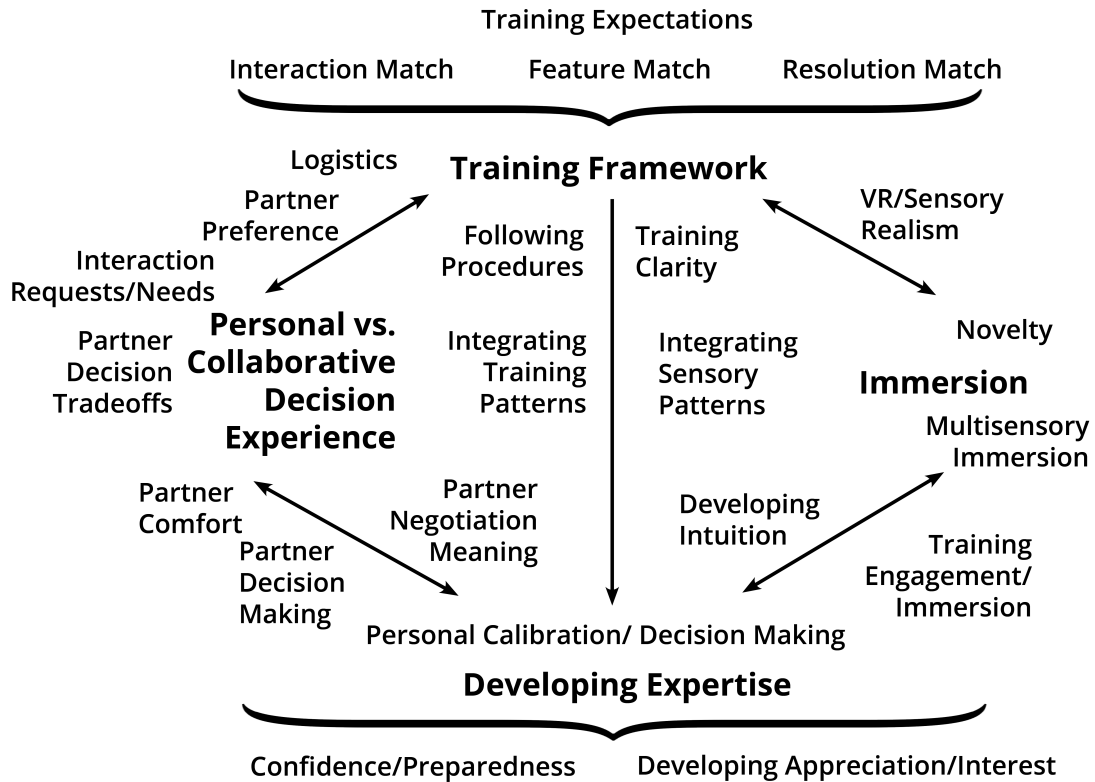 Training Expectations
Interaction Match
Feature Match
Resolution Match
Logistics
Training Framework
Partner
Preference
VR/Sensory
Realism
Following
Procedures
Training
Clarity
Interaction
Requests/Needs
Personal vs.
Collaborative
Decision
Experience
Partner
Decision
Tradeoffs
Integrating
Training
Patterns
Integrating
Sensory
Patterns
Novelty
Immersion
Multisensory
Immersion
Partner
Comfort
Partner
Negotiation
Meaning
Developing
Intuition
Partner
Decision
Making
Training
Engagement/
Immersion
Personal Calibration/ Decision Making
Developing Expertise
Confidence/Preparedness
Developing Appreciation/Interest